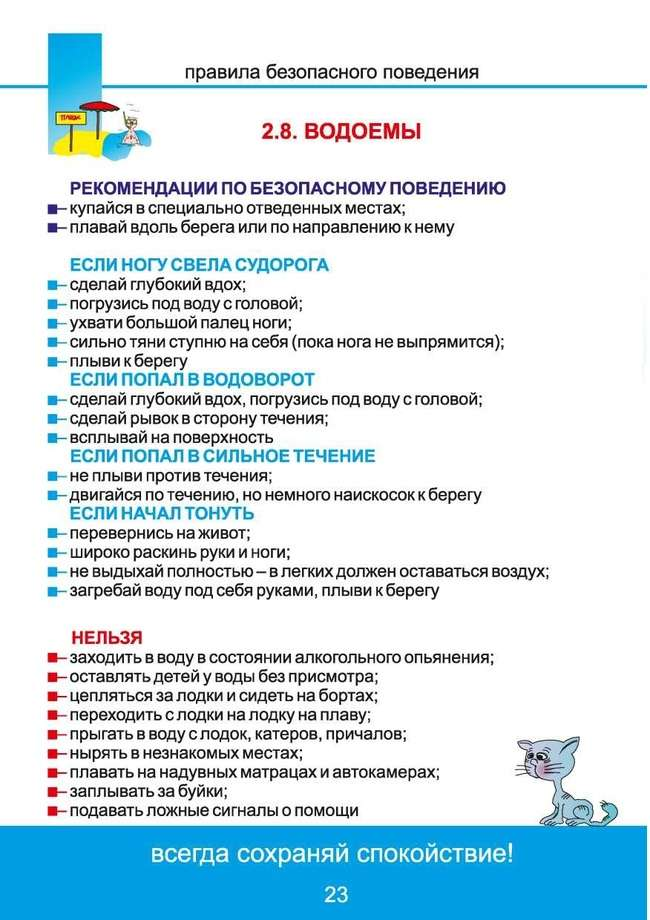 правила безопасного поведения
ПЛЯЖ
2.8. ВОДОЕМЫ
РЕКОМЕНДАЦИИ ПО БЕЗОПАСНОМУ ПОВЕДЕНИЮ
– купайся в специально отведенных местах;
– плавай вдоль берега или по направлению к нему
ЕСЛИ НОГУ СВЕЛА СУДОРОГА
– сделай глубокий вдох;
– погрузись под воду с головой;
– ухвати большой палец ноги;
– сильно тяни ступню на себя (пока нога не выпрямится);
– плыви к берегу
ЕСЛИ ПОПАЛ В ВОДОВОРОТ
– сделай глубокий вдох, погрузись под воду с головой;
– сделай рывок в сторону течения;
– всплывай на поверхность
ЕСЛИ ПОПАЛ В СИЛЬНОЕ ТЕЧЕНИЕ
– не плыви против течения;
– двигайся по течению, но немного наискосок к берегу
ЕСЛИ НАЧАЛ ТОНУТЬ
– перевернись на живот;
– широко раскинь руки и ноги;
– не выдыхай полностью – в легких должен оставаться воздух;
– загребай воду под себя руками, плыви к берегу
НЕЛЬЗЯ
– заходить в воду в состоянии алкогольного опьянения;
– оставлять детей у воды без присмотра;
– цепляться за лодки и сидеть на бортах;
– переходить с лодки на лодку на плаву;
– прыгать в воду с лодок, катеров, причалов;
– нырять в незнакомых местах;
– плавать на надувных матрацах и автокамерах;
– заплывать за буйки;
– подавать ложные сигналы о помощи
всегда сохраняй спокойствие!
23